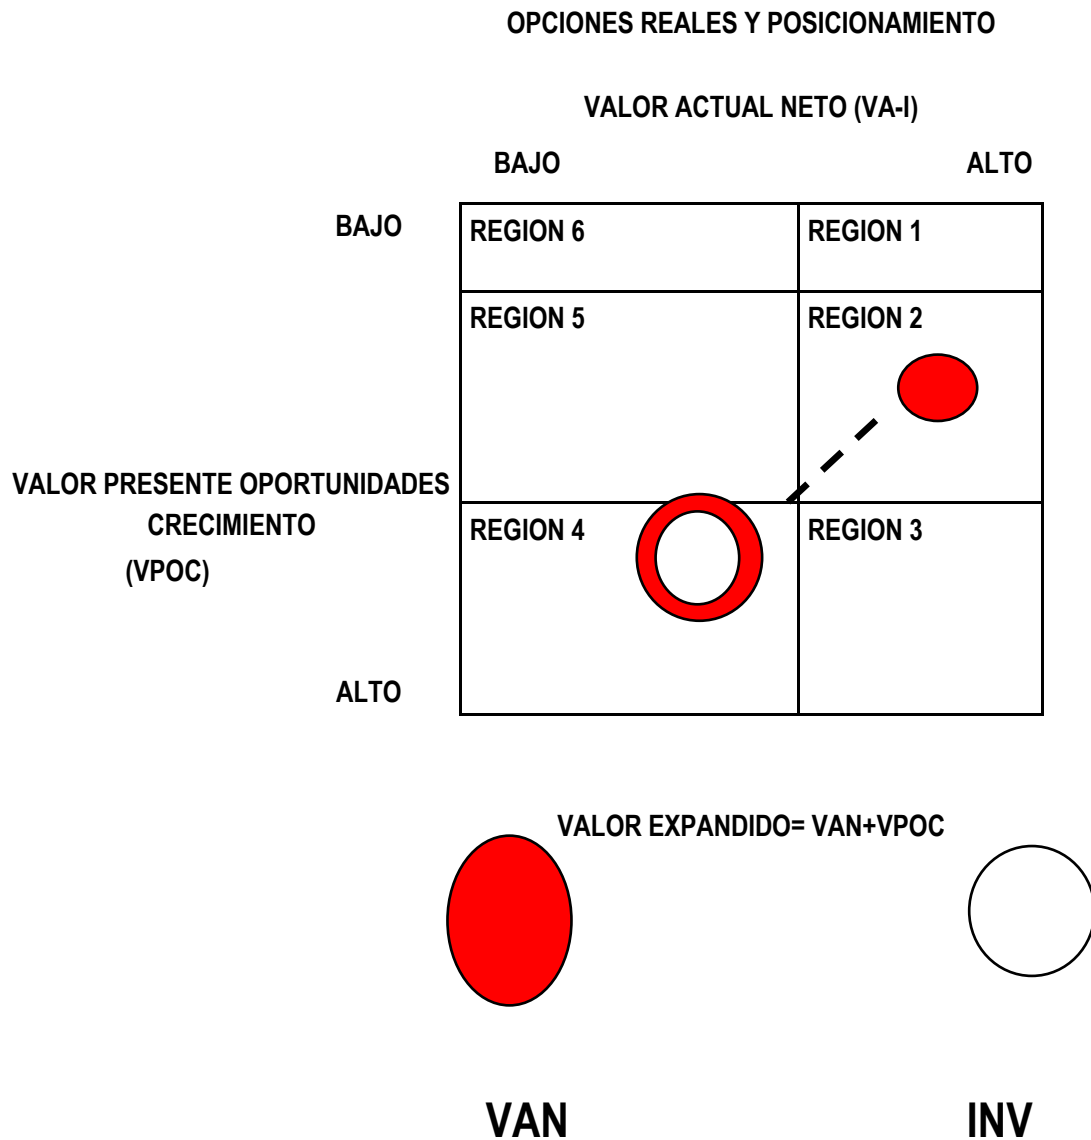 OPCIONES REALES Y POSICIONAMIENTO
VALOR ACTUAL NETO (VA-I)
BAJO ALTO
BAJO
REGION 6 REGION 1
REGION 5 REGION 2
VALOR PRESENTE OPORTUNIDADES
CRECIMIENTO
(VPOC)
REGION 4 REGION 3
ALTO
VALOR EXPANDIDO= VAN+VPOC
VAN INV